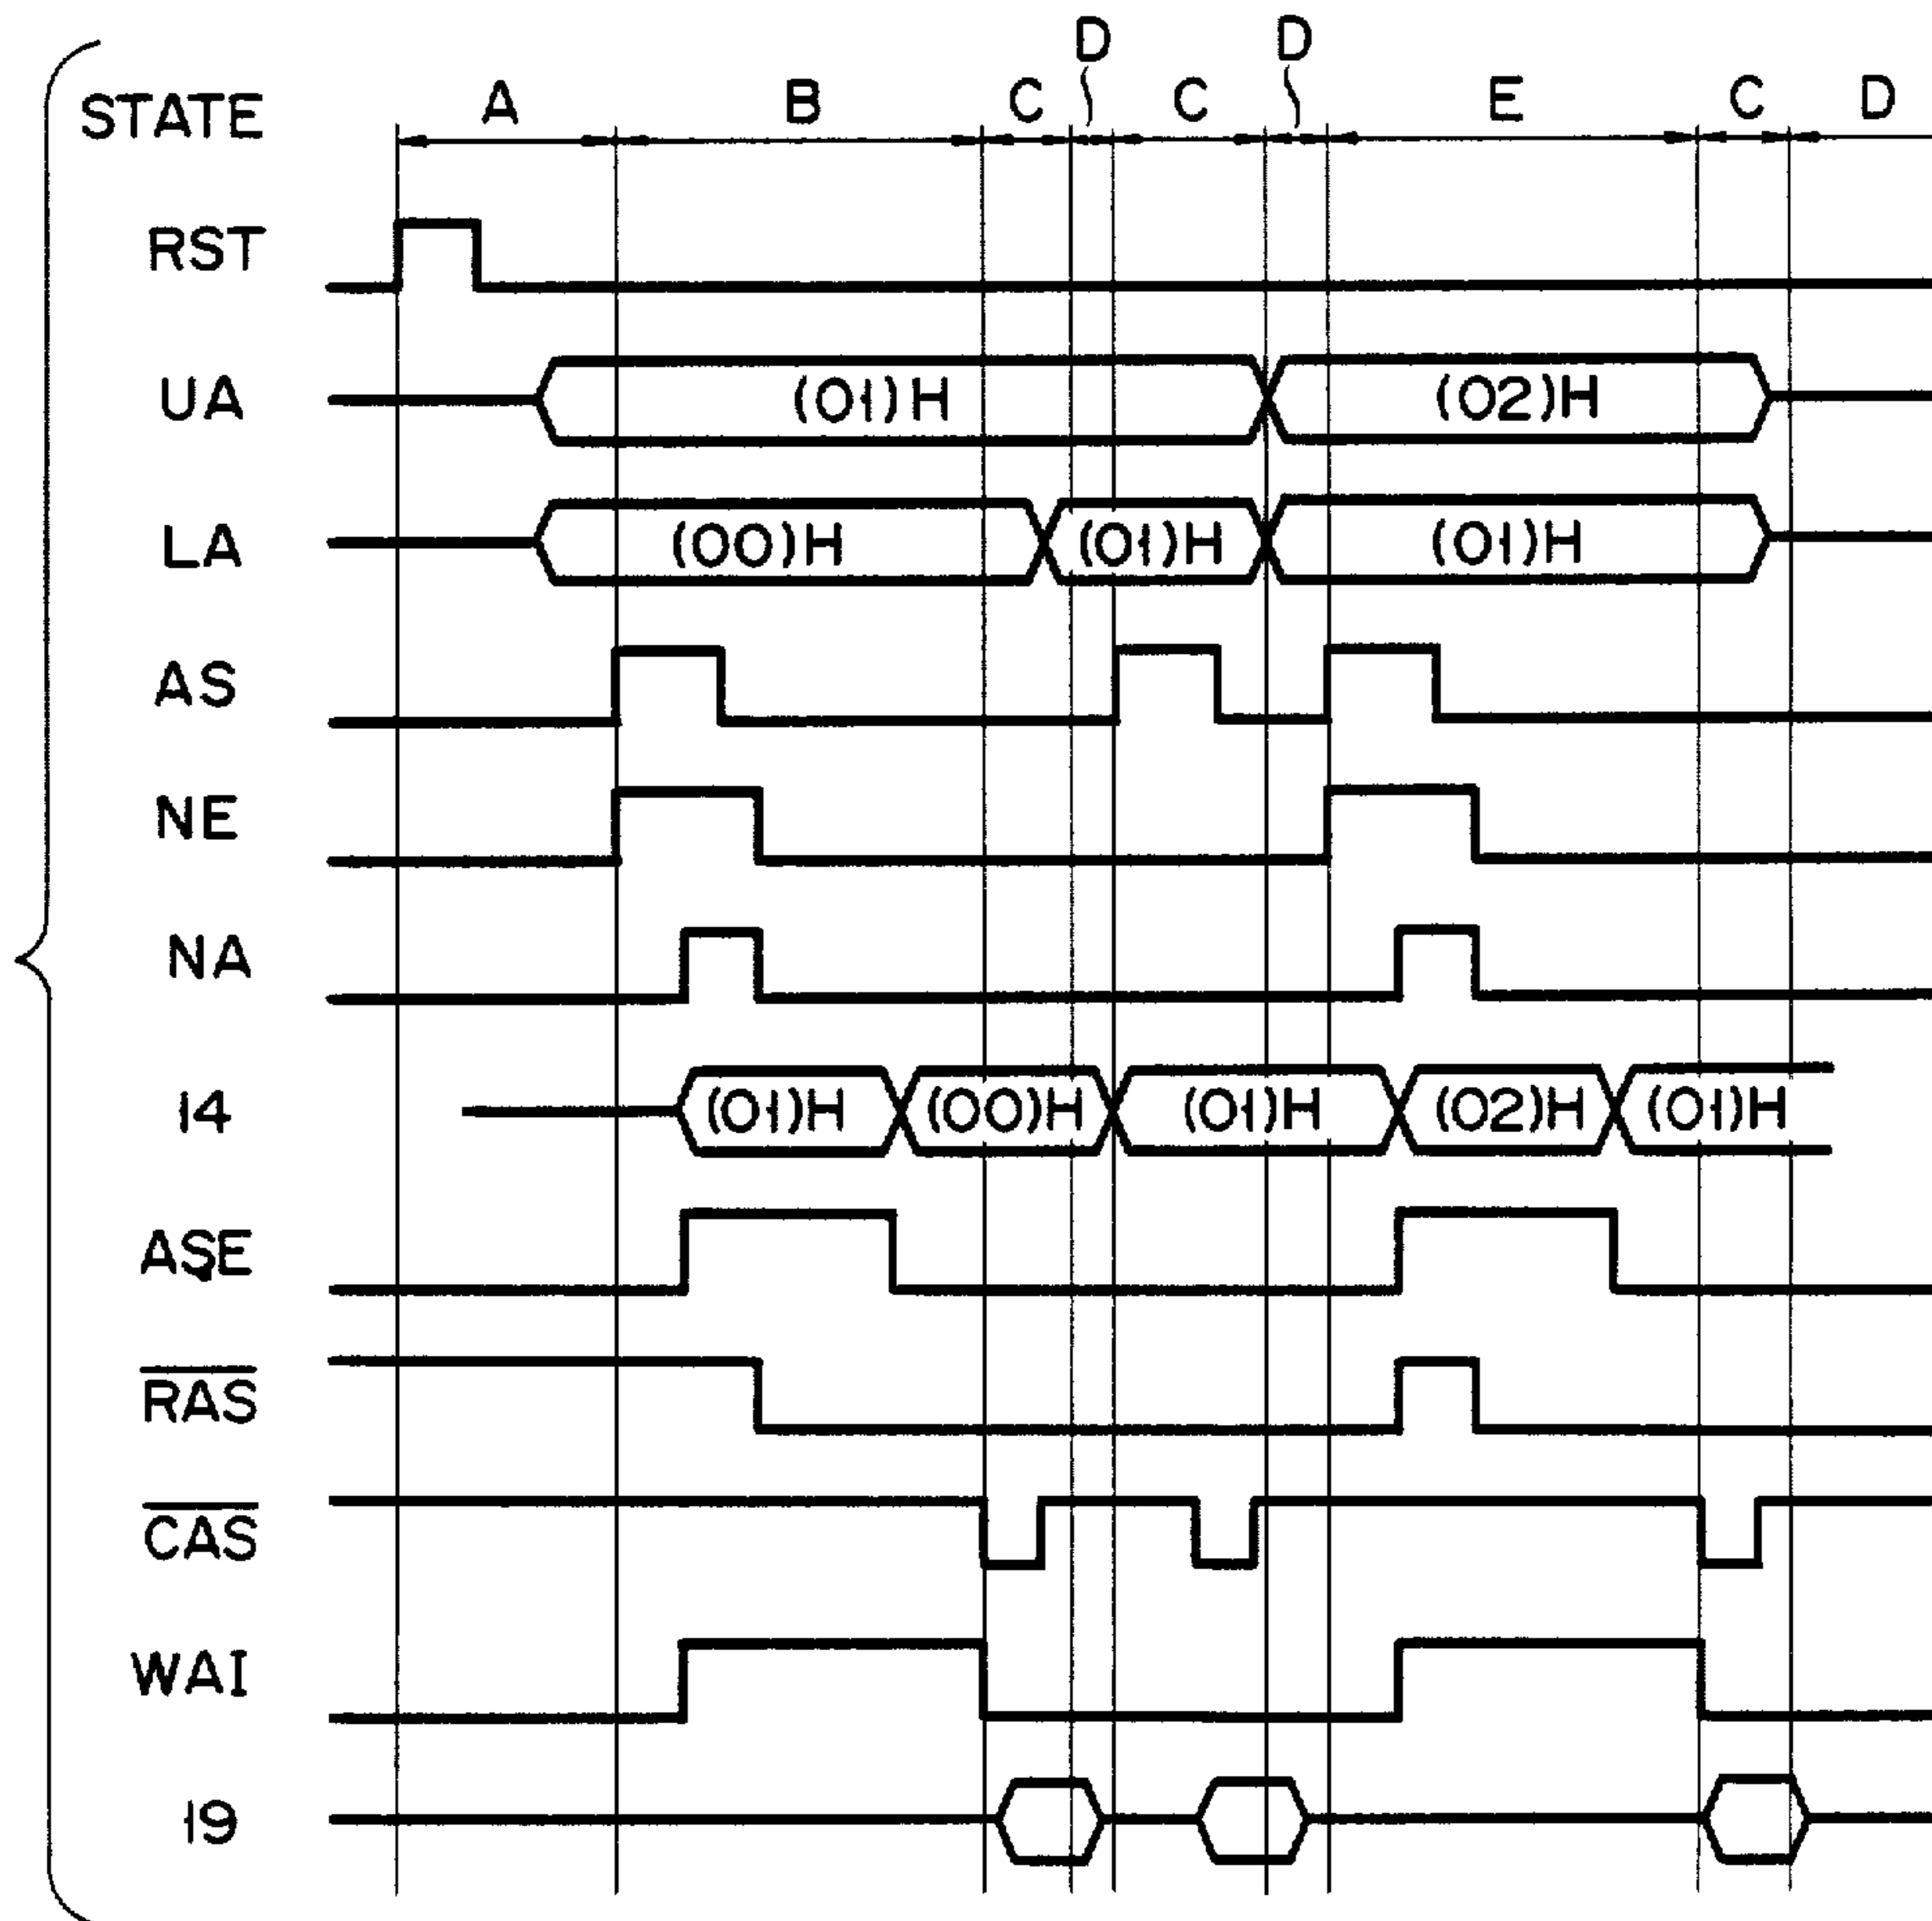 D D
STATE A B C C E C D
RST
UA (01)H (02)H
LA (00)H (01)H (01)H
AS
NE
NA
14 (01)H (00)H (01)H (02)H (01)H
ASE
RAS
CAS
WAI
19